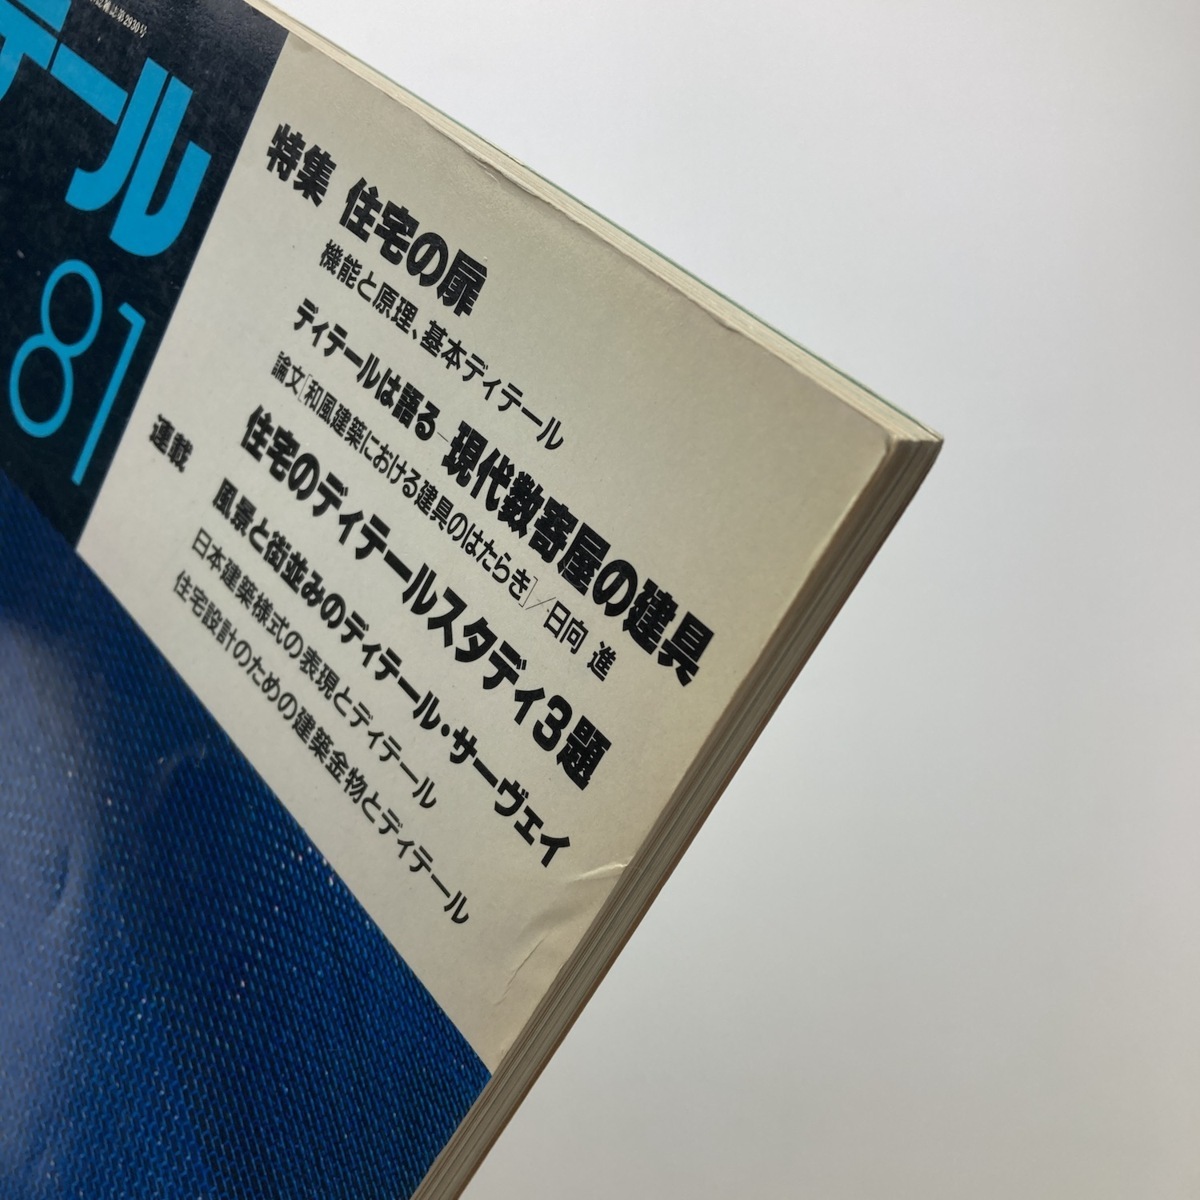 第2930号
テール
81
特集 住宅の扉
機能と原理、基本ディテール
ディテールは語る―現代数寄屋の建具
論文[和風建築における建具のはたらき]／日向 進
住宅のディテールスタディ3題
連載
風景と街並みのディテール・サーヴェイ
日本建築様式の表現とディテール
住宅設計のための建築金物とディテール